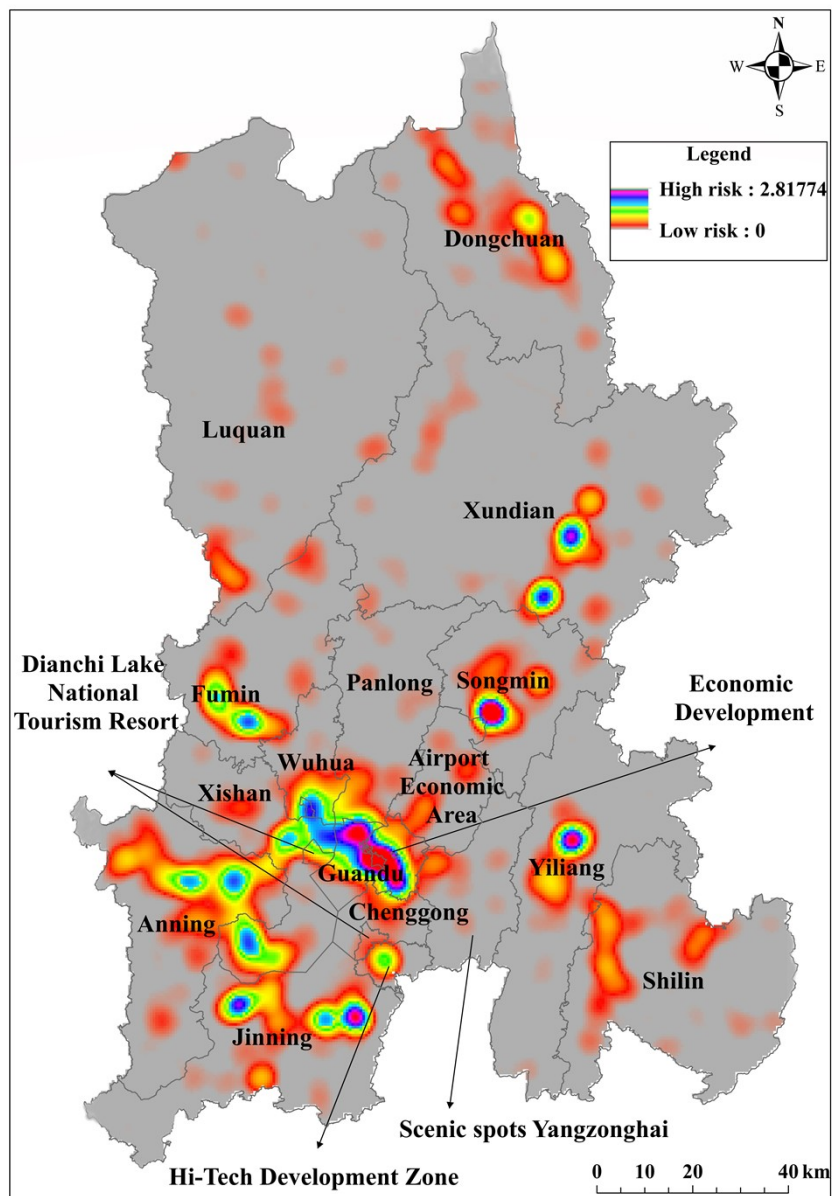 N
W E
S
Legend
High risk : 2.81774
Low risk : 0
Dongchuan
Luquan
Xundian
Dianchi Lake
National
Tourism Resort
Fumin
Panlong
Songmin
Economic
Development
Wuhua
Airport
Economic
Area
Xishan
Guandu
Yiliang
Chenggong
Anning
Shilin
Jinning
Scenic spots Yangzonghai
Hi-Tech Development Zone
0 10 20 40 km